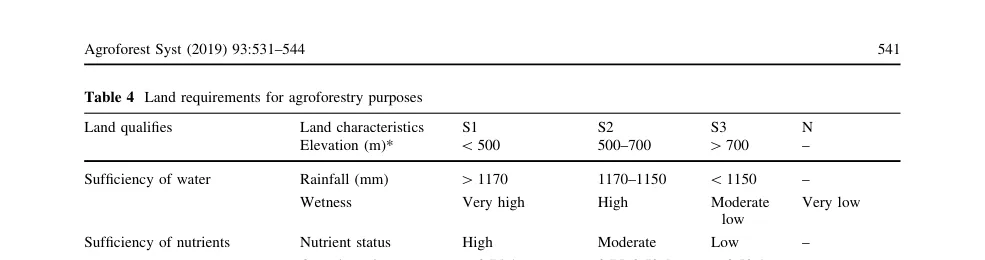 Agroforest Syst (2019) 93:531–544 541
Table 4 Land requirements for agroforestry purposes
Land qualifies Land characteristics S1 S2 S3 N
Elevation (m)* < 500 500–700 > 700 –
Sufficiency of water Rainfall (mm) > 1170 1170–1150 < 1150 –
Wetness Very high High Moderate Very low
low
Sufficiency of nutrients Nutrient status High Moderate Low –